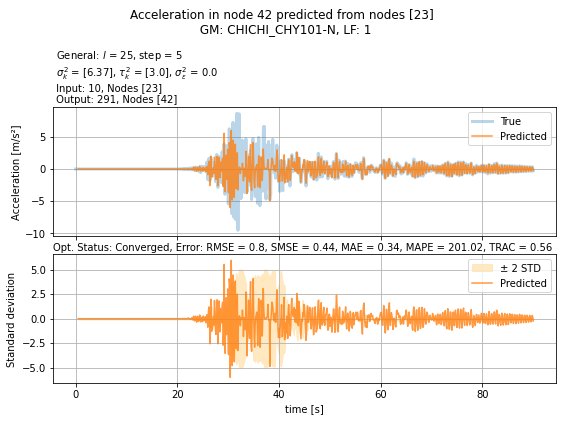 Acceleration in node 42 predicted from nodes [23]
GM: CHICHI_CHY101-N, LF: 1
General: l = 25, step = 5
σ²ₖ = [6.37], τ²ₖ = [3.0], σ²ε = 0.0
Input: 10, Nodes [23]
Output: 291, Nodes [42]
True
Predicted
Acceleration [m/s²]
5
0
−5
−10
Opt. Status: Converged, Error: RMSE = 0.8, SMSE = 0.44, MAE = 0.34, MAPE = 201.02, TRAC = 0.56
± 2 STD
Predicted
Standard deviation
5.0
2.5
0.0
−2.5
−5.0
0 20 40 60 80
time [s]